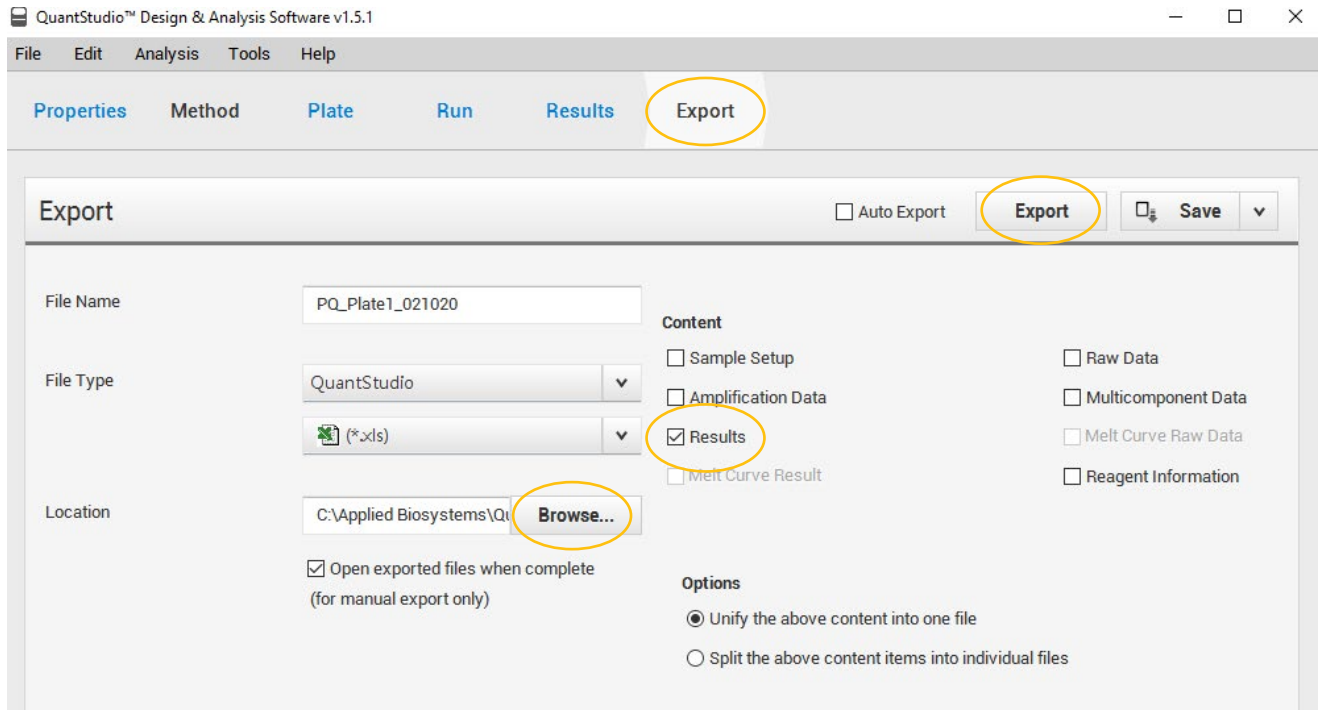 QuantStudio™ Design & Analysis Software v1.5.1
File Edit Analysis Tools Help
Properties Method Plate Run Results Export
Export
Auto Export
Export
Save
File Name
PQ_Plate1_021020
File Type
QuantStudio
(*.xls)
Location
C:\Applied Biosystems\Qu
Browse...
Open exported files when complete
(for manual export only)
Content
Sample Setup
Raw Data
Amplification Data
Multicomponent Data
Results
Melt Curve Raw Data
Melt Curve Result
Reagent Information
Options
Unify the above content into one file
Split the above content items into individual files